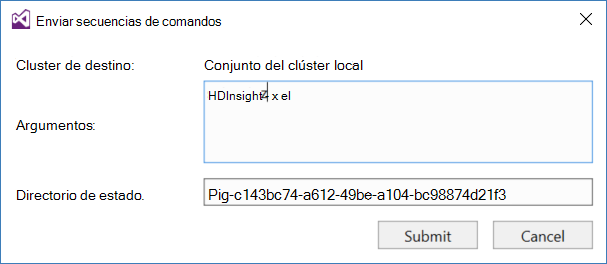 Enviar secuencias de comandos
Cluster de destino: Conjunto del clúster local
Argumentos: HDInsight x el
Directorio de estado. Pig-c143bc74-a612-49be-a104-bc98874d21f3
Submit Cancel